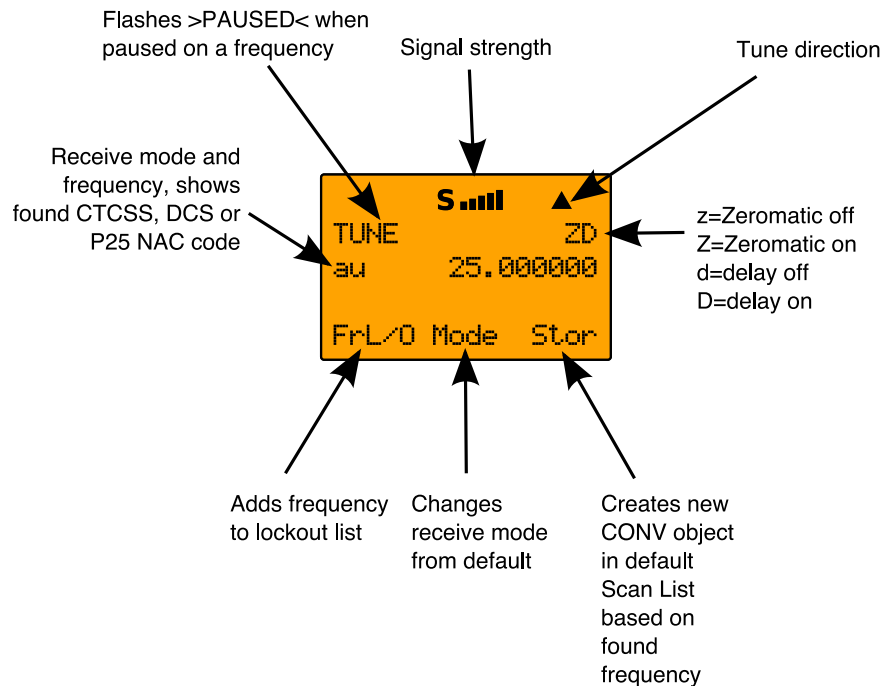 Flashes >PAUSED< when
paused on a frequency
Signal strength
Tune direction
Receive mode and
frequency, shows
found CTCSS, DCS or
P25 NAC code
S
TUNE ZD
au 25.000000
FrL/O Mode Stor
z=Zeromatic off
Z=Zeromatic on
d=delay off
D=delay on
Adds frequency
to lockout list
Changes
receive mode
from default
Creates new
CONV object
in default
Scan List
based on
found
frequency